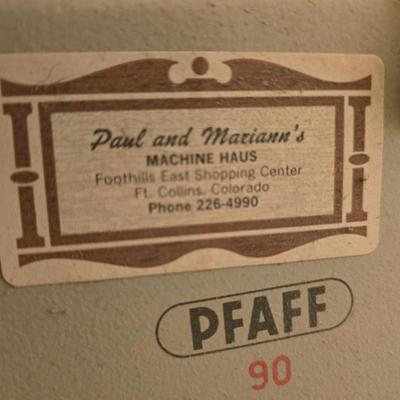 Paul and Mariann's
MACHINE HAUS
Foothills East Shopping Center
Ft. Collins, Colorado
Phone 226-4990
PFAFF
90